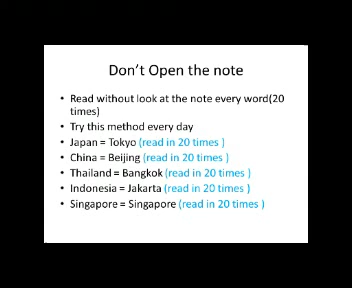 Don't Open the note
• Read without look at the note every word(20
times)
• Try this method every day
• Japan = Tokyo (read in 20 times )
• China = Beijing (read in 20 times )
• Thailand = Bangkok (read in 20 times )
• Indonesia = Jakarta (read in 20 times )
• Singapore = Singapore (read in 20 times )